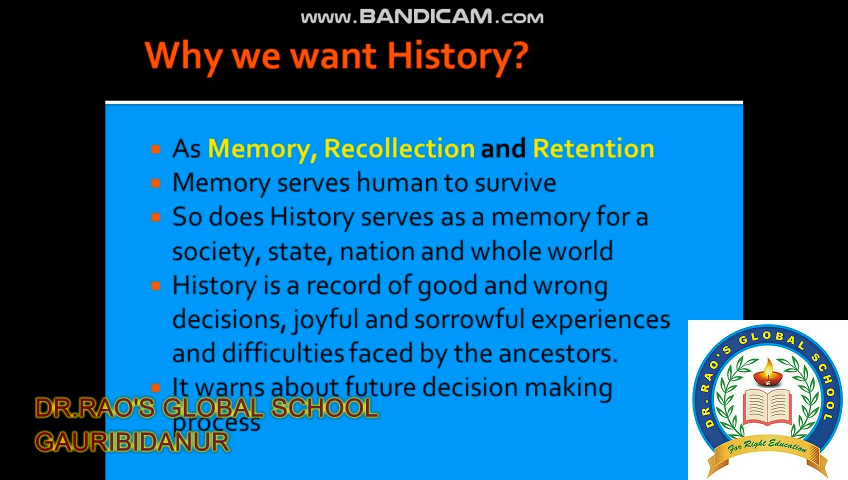 www.BANDICAM.com
Why we want History?
As Memory, Recollection and Retention
Memory serves human to survive
So does History serves as a memory for a
society, state, nation and whole world
History is a record of good and wrong
decisions, joyful and sorrowful experiences
and difficulties faced by the ancestors.
It warns about future decision making
process
DR.RAO'S GLOBAL SCHOOL
GAURIBIDANUR
DR-RAO'S GLOBAL SCHOOL
For Right Education